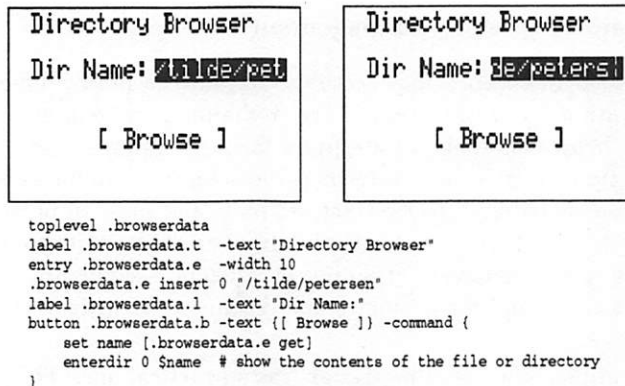 Directory Browser
Dir Name: /tilde/pet
[ Browse ]
Directory Browser
Dir Name: de/peters
[ Browse ]
toplevel .browserdata
label .browserdata.t -text "Directory Browser"
entry .browserdata.e -width 10
.browserdata.e insert 0 "/tilde/petersen"
label .browserdata.l -text "Dir Name:"
button .browserdata.b -text {[ Browse ]} -command {
set name [.browserdata.e get]
enterdir 0 $name # show the contents of the file or directory
}